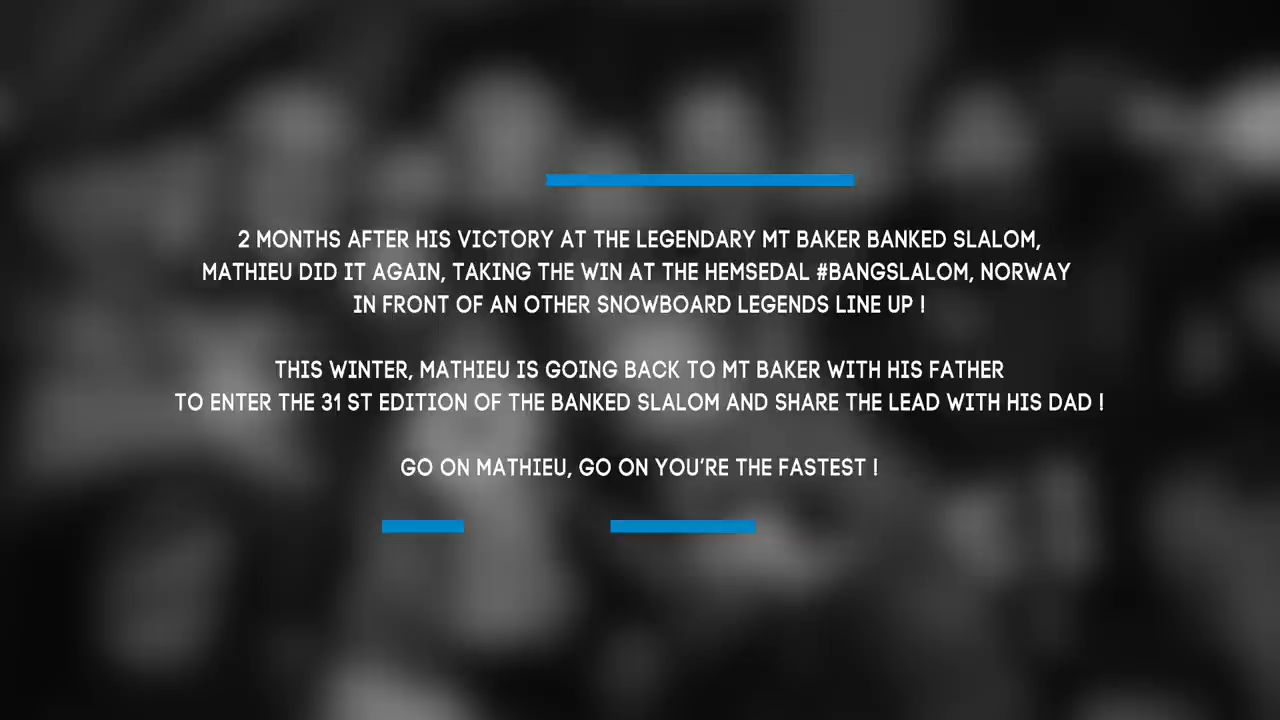 2 MONTHS AFTER HIS VICTORY AT THE LEGENDARY MT BAKER BANKED SLALOM,
MATHIEU DID IT AGAIN, TAKING THE WIN AT THE HEMSEDAL #BANGSLALOM, NORWAY
IN FRONT OF AN OTHER SNOWBOARD LEGENDS LINE UP !
THIS WINTER, MATHIEU IS GOING BACK TO MT BAKER WITH HIS FATHER
TO ENTER THE 31 ST EDITION OF THE BANKED SLALOM AND SHARE THE LEAD WITH HIS DAD !
GO ON MATHIEU, GO ON YOU'RE THE FASTEST !